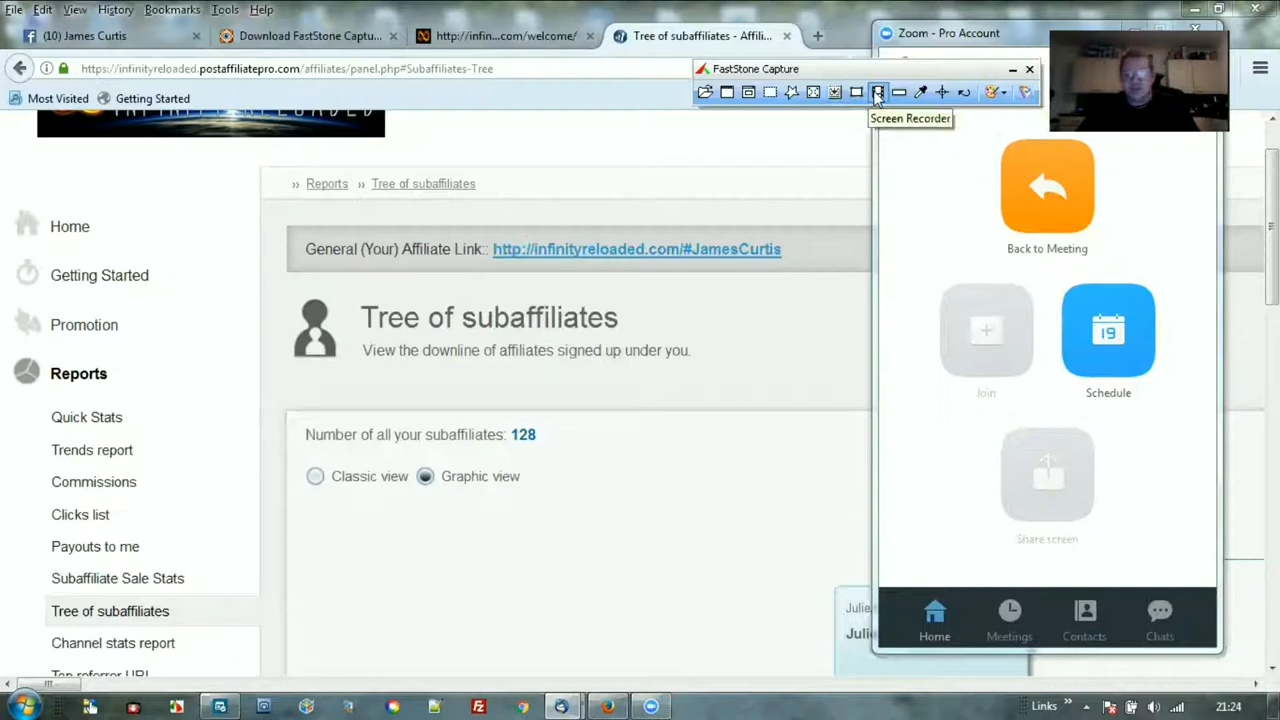 File Edit View History Bookmarks Tools Help
(10) James Curtis
Download FastStone Captu...
http://infin...com/welcome/
Tree of subaffiliates - Affili...
Zoom - Pro Account
https://infinityreloaded.postaffiliatepro.com/affiliates/panel.php#Subaffiliates-Tree
FastStone Capture
Most Visited
Getting Started
Screen Recorder
Reports
Tree of subaffiliates
General (Your) Affiliate Link:: http://infinityreloaded.com/#JamesCurtis
Tree of subaffiliates
View the downline of affiliates signed up under you.
Number of all your subaffiliates: 128
Classic view
Graphic view
Home
Getting Started
Promotion
Reports
Quick Stats
Trends report
Commissions
Clicks list
Payouts to me
Subaffiliate Sale Stats
Tree of subaffiliates
Channel stats report
Top referrer URL
Back to Meeting
Join
19
Schedule
Share screen
Home
Meetings
Contacts
Chats
Links
21:24